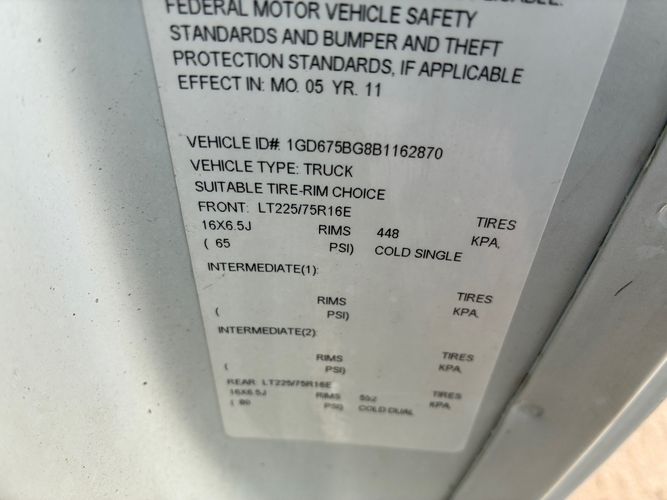 FEDERAL MOTOR VEHICLE SAFETY
STANDARDS AND BUMPER AND THEFT
PROTECTION STANDARDS, IF APPLICABLE
EFFECT IN: MO. 05 YR. 11
VEHICLE ID#: 1GD675BG8B1162870
VEHICLE TYPE: TRUCK
SUITABLE TIRE-RIM CHOICE
FRONT: LT225/75R16E TIRES
16X6.5J RIMS 448 KPA,
( 65 PSI) COLD SINGLE
INTERMEDIATE(1): TIRES
RIMS KPA,
( PSI)
INTERMEDIATE(2):
RIMS TIRES
( PSI) KPA,
REAR LT225/75R16E TIRES
16X6.5J RIMS 552 KPA,
( 80 PSI) COLD DUAL